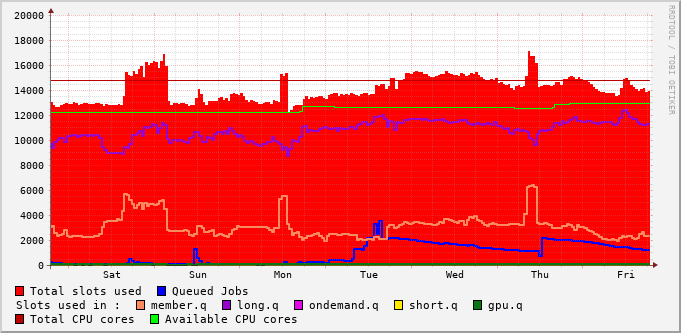 20000
18000
16000
14000
12000
10000
8000
6000
4000
2000
0
Sat Sun Mon Tue Wed Thu Fri
Total slots used Queued Jobs
Slots used in : member.q long.q ondemand.q short.q gpu.q
Total CPU cores Available CPU cores
RRDTOOL / TOBI OETIKER